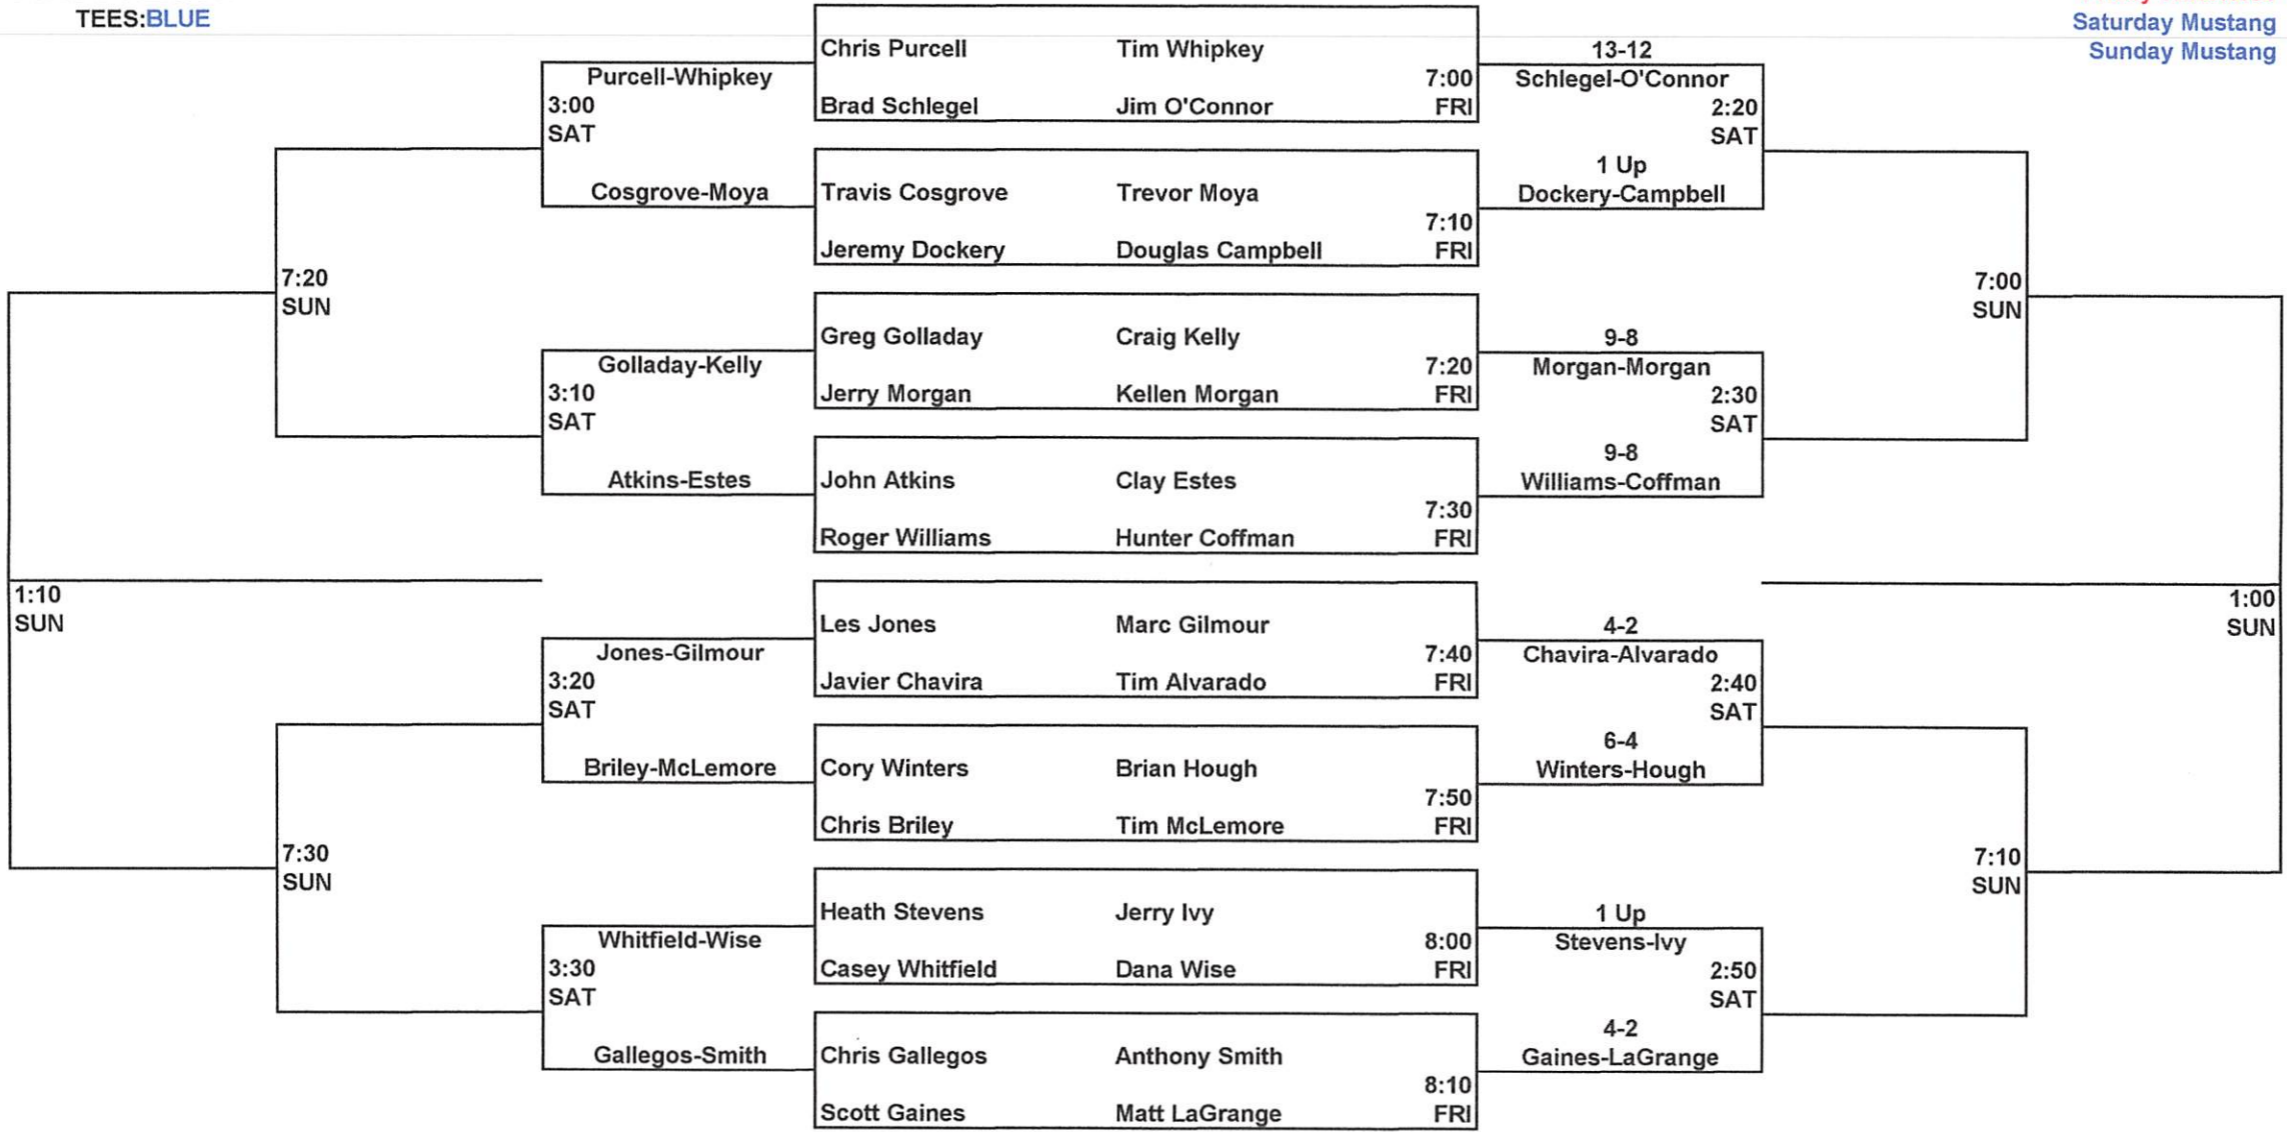 TEES:BLUE
Saturday Mustang
Sunday Mustang
Chris Purcell Tim Whipkey
13-12
Purcell-Whipkey
7:00
Schlegel-O'Connor
3:00
Brad Schlegel Jim O'Connor
FRI
2:20
SAT
SAT
1 Up
Cosgrove-Moya
Travis Cosgrove Trevor Moya
Dockery-Campbell
7:10
Jeremy Dockery Douglas Campbell
FRI
7:20
SUN
7:00
SUN
Greg Golladay Craig Kelly
9-8
Golladay-Kelly
7:20
Morgan-Morgan
3:10
Jerry Morgan Kellen Morgan
FRI
2:30
SAT
SAT
9-8
Atkins-Estes
John Atkins Clay Estes
Williams-Coffman
7:30
Roger Williams Hunter Coffman
FRI
1:10
SUN
1:00
SUN
Les Jones Marc Gilmour
4-2
Jones-Gilmour
7:40
Chavira-Alvarado
3:20
Javier Chavira Tim Alvarado
FRI
2:40
SAT
SAT
6-4
Briley-McLemore
Cory Winters Brian Hough
Winters-Hough
7:50
Chris Briley Tim McLemore
FRI
7:30
SUN
7:10
SUN
Heath Stevens Jerry Ivy
1 Up
Whitfield-Wise
8:00
Stevens-Ivy
3:30
Casey Whitfield Dana Wise
FRI
2:50
SAT
SAT
4-2
Gallegos-Smith
Chris Gallegos Anthony Smith
Gaines-LaGrange
8:10
Scott Gaines Matt LaGrange
FRI